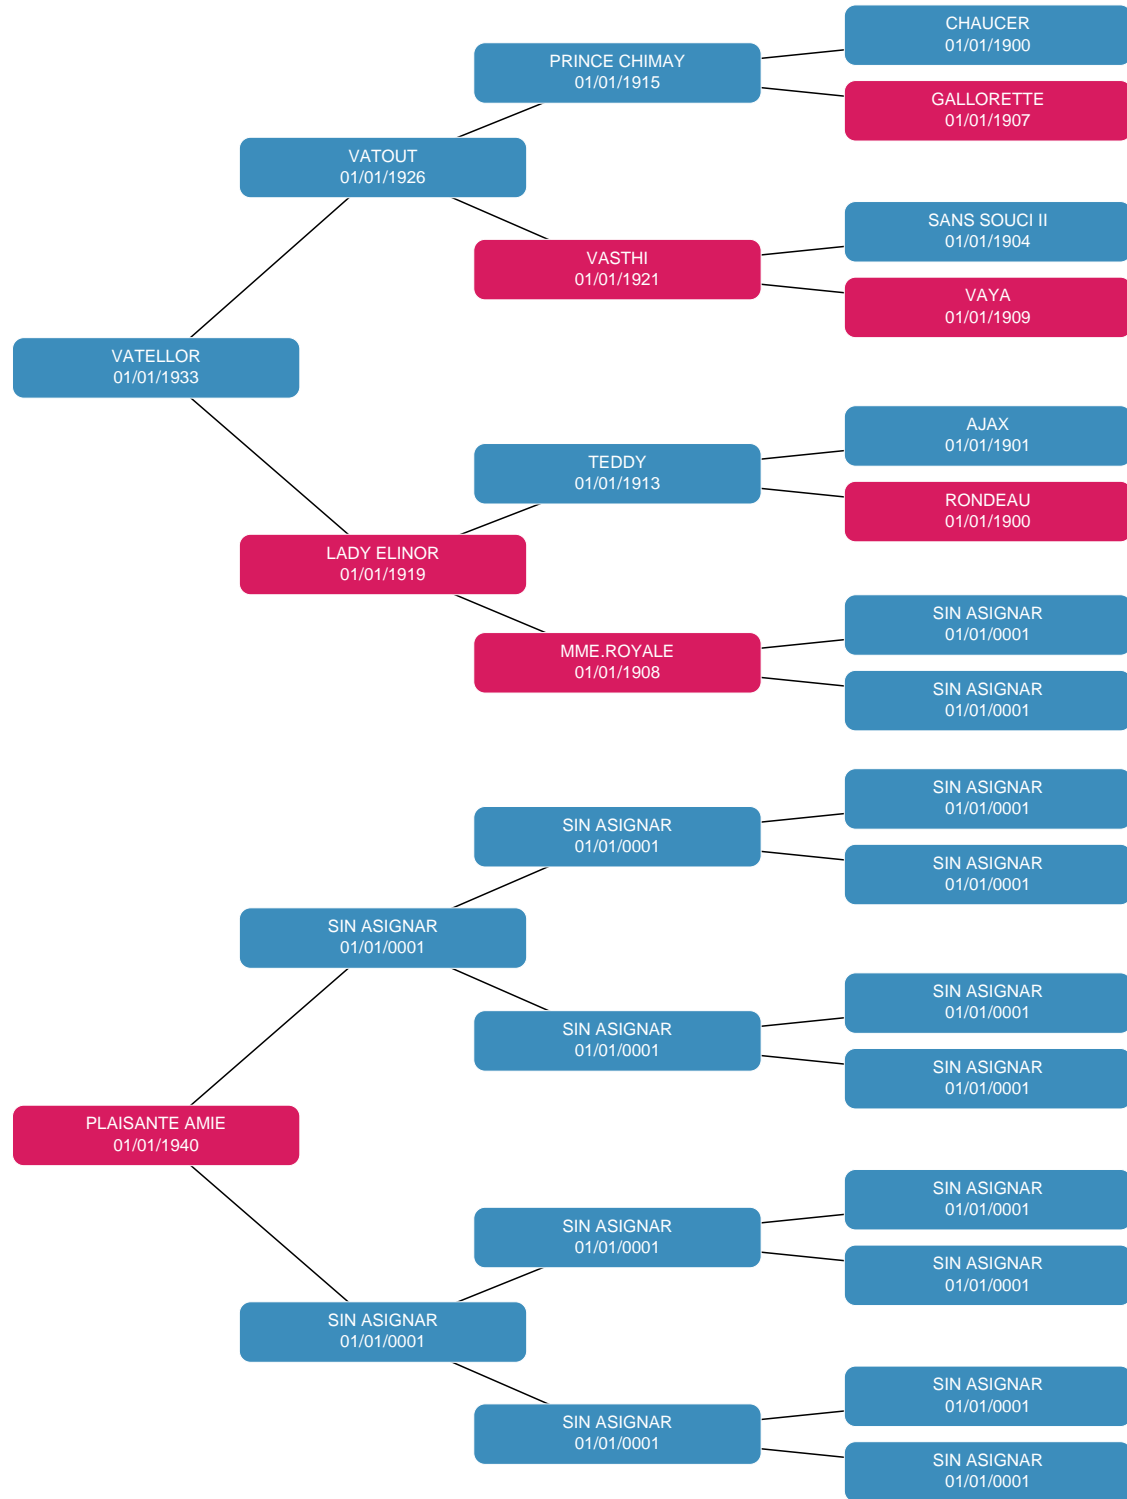 CHAUCER
01/01/1900
PRINCE CHIMAY
01/01/1915
GALLORETTE
01/01/1907
VATOUT
01/01/1926
SANS SOUCI II
01/01/1904
VASTHI
01/01/1921
VAYA
01/01/1909
VATELLOR
01/01/1933
AJAX
01/01/1901
TEDDY
01/01/1913
RONDEAU
01/01/1900
LADY ELINOR
01/01/1919
SIN ASIGNAR
01/01/0001
MME.ROYALE
01/01/1908
SIN ASIGNAR
01/01/0001
SIN ASIGNAR
01/01/0001
SIN ASIGNAR
01/01/0001
SIN ASIGNAR
01/01/0001
SIN ASIGNAR
01/01/0001
SIN ASIGNAR
01/01/0001
SIN ASIGNAR
01/01/0001
SIN ASIGNAR
01/01/0001
PLAISANTE AMIE
01/01/1940
SIN ASIGNAR
01/01/0001
SIN ASIGNAR
01/01/0001
SIN ASIGNAR
01/01/0001
SIN ASIGNAR
01/01/0001
SIN ASIGNAR
01/01/0001
SIN ASIGNAR
01/01/0001
SIN ASIGNAR
01/01/0001